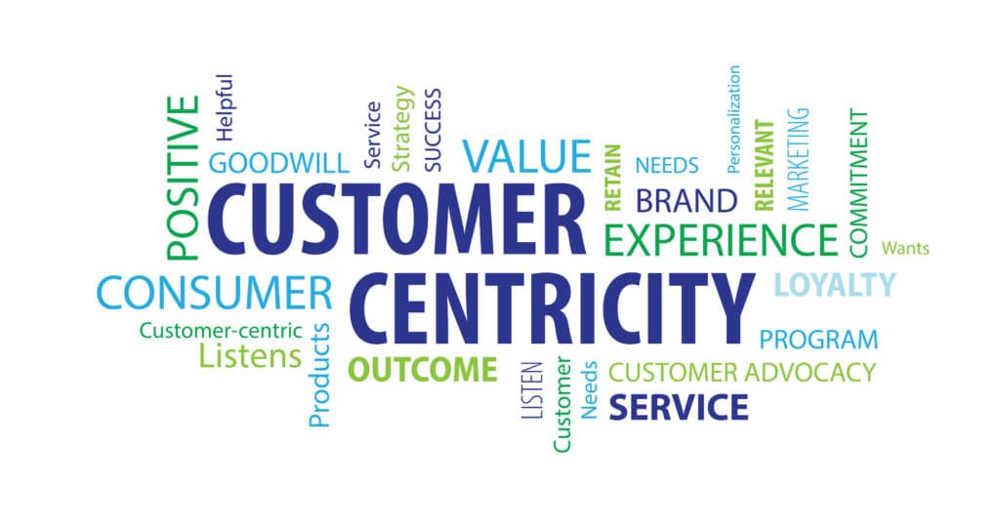 POSITIVE
Helpful
GOODWILL
Service
Strategy
SUCCESS
VALUE
RETAIN
NEEDS
Personalization
RELEVANT
MARKETING
COMMITMENT
BRAND
CUSTOMER
EXPERIENCE
Wants
CONSUMER
CENTRICITY
LOYALTY
Customer-centric
Listens
Products
OUTCOME
LISTEN
Customer
Needs
PROGRAM
CUSTOMER ADVOCACY
SERVICE